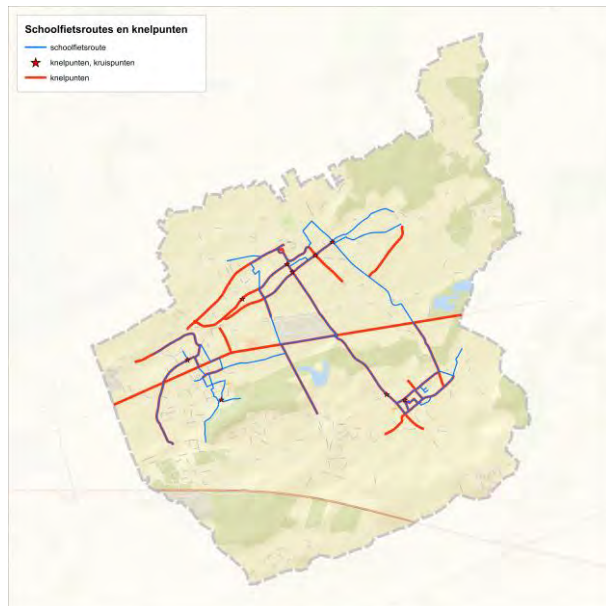 Schoolfietsroutes en knelpunten
schoolfietsroute
knelpunten, kruispunten
knelpunten